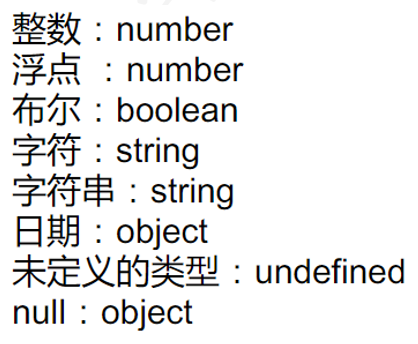 整数：number
浮点 ：number
布尔：boolean
字符：string
字符串：string
日期：object
未定义的类型：undefined
null：object